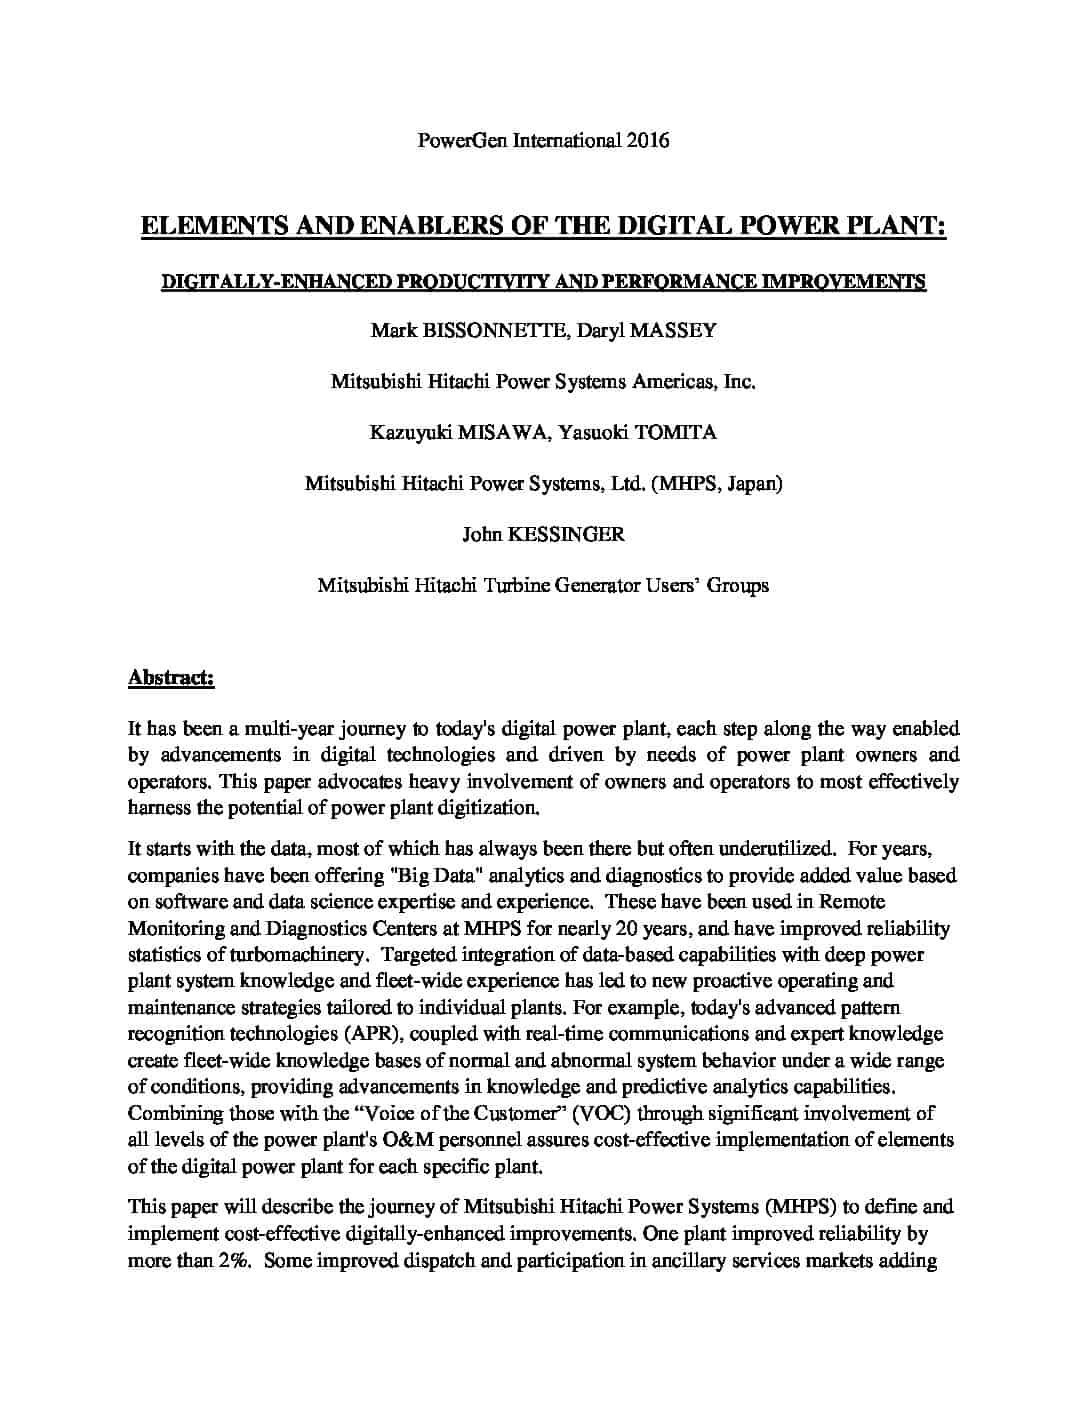 PowerGen International 2016
ELEMENTS AND ENABLERS OF THE DIGITAL POWER PLANT:
DIGITALLY-ENHANCED PRODUCTIVITY AND PERFORMANCE IMPROVEMENTS
Mark BISSONNETTE, Daryl MASSEY
Mitsubishi Hitachi Power Systems Americas, Inc.
Kazuyuki MISAWA, Yasuoki TOMITA
Mitsubishi Hitachi Power Systems, Ltd. (MHPS, Japan)
John KESSINGER
Mitsubishi Hitachi Turbine Generator Users’ Groups
Abstract:
It has been a multi-year journey to today's digital power plant, each step along the way enabled
by advancements in digital technologies and driven by needs of power plant owners and
operators. This paper advocates heavy involvement of owners and operators to most effectively
harness the potential of power plant digitization.
It starts with the data, most of which has always been there but often underutilized. For years,
companies have been offering "Big Data" analytics and diagnostics to provide added value based
on software and data science expertise and experience. These have been used in Remote
Monitoring and Diagnostics Centers at MHPS for nearly 20 years, and have improved reliability
statistics of turbomachinery. Targeted integration of data-based capabilities with deep power
plant system knowledge and fleet-wide experience has led to new proactive operating and
maintenance strategies tailored to individual plants. For example, today's advanced pattern
recognition technologies (APR), coupled with real-time communications and expert knowledge
create fleet-wide knowledge bases of normal and abnormal system behavior under a wide range
of conditions, providing advancements in knowledge and predictive analytics capabilities.
Combining those with the “Voice of the Customer” (VOC) through significant involvement of
all levels of the power plant's O&M personnel assures cost-effective implementation of elements
of the digital power plant for each specific plant.
This paper will describe the journey of Mitsubishi Hitachi Power Systems (MHPS) to define and
implement cost-effective digitally-enhanced improvements. One plant improved reliability by
more than 2%. Some improved dispatch and participation in ancillary services markets adding